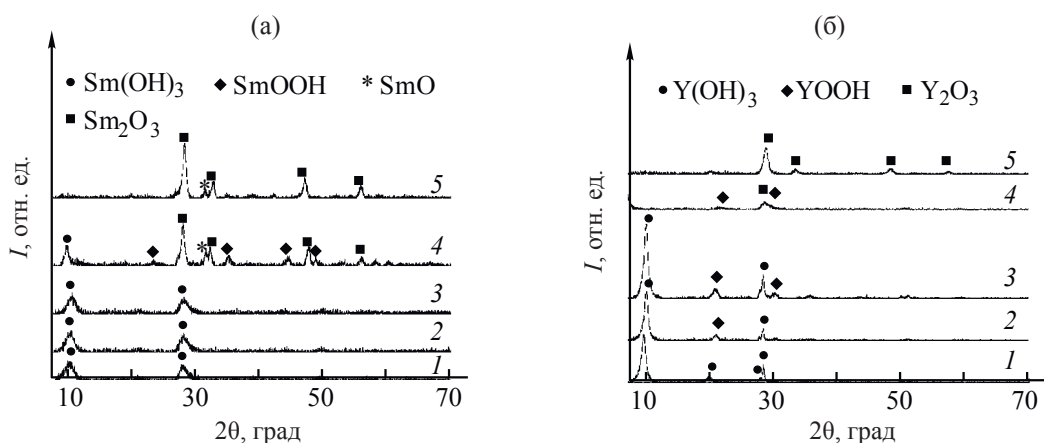 (а)
● Sm(OH)₃ ◆ SmOOH * SmO
■ Sm₂O₃
I, отн. ед.
5
4
3
2
1
10 30 50 70
2θ, град
(б)
● Y(OH)₃ ◆ YOOH ■ Y₂O₃
I, отн. ед.
5
4
3
2
1
10 30 50 70
2θ, град